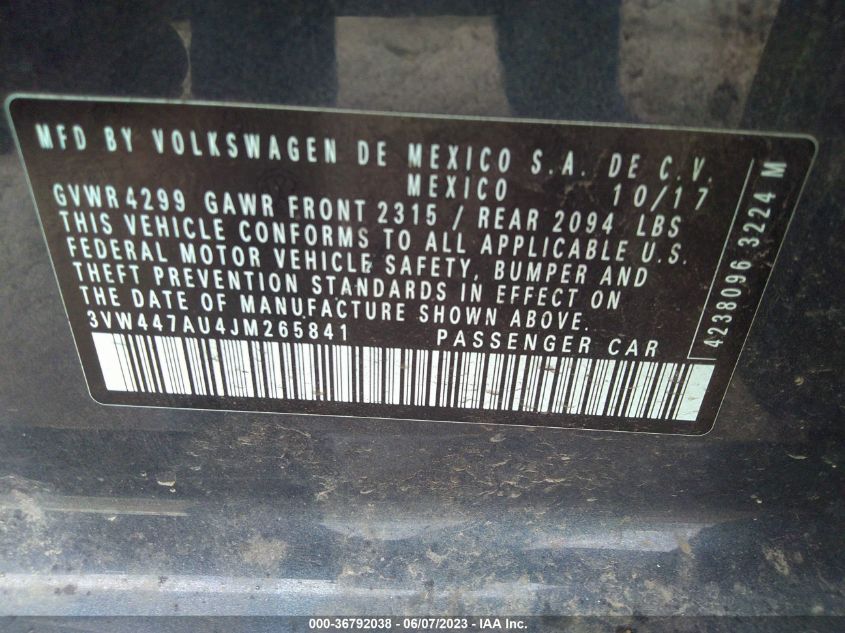 MFD BY VOLKSWAGEN DE MEXICO S.A. DE C.V.
MEXICO 10/17
GVWR 4299 GAWR FRONT 2315 / REAR 2094 LBS
THIS VEHICLE CONFORMS TO ALL APPLICABLE U.S.
FEDERAL MOTOR VEHICLE SAFETY, BUMPER AND
THEFT PREVENTION STANDARDS IN EFFECT ON
THE DATE OF MANUFACTURE SHOWN ABOVE.
3VW447AU4JM265841 PASSENGER CAR
4238096 3224 M
000-36792038 - 06/07/2023 - IAA Inc.